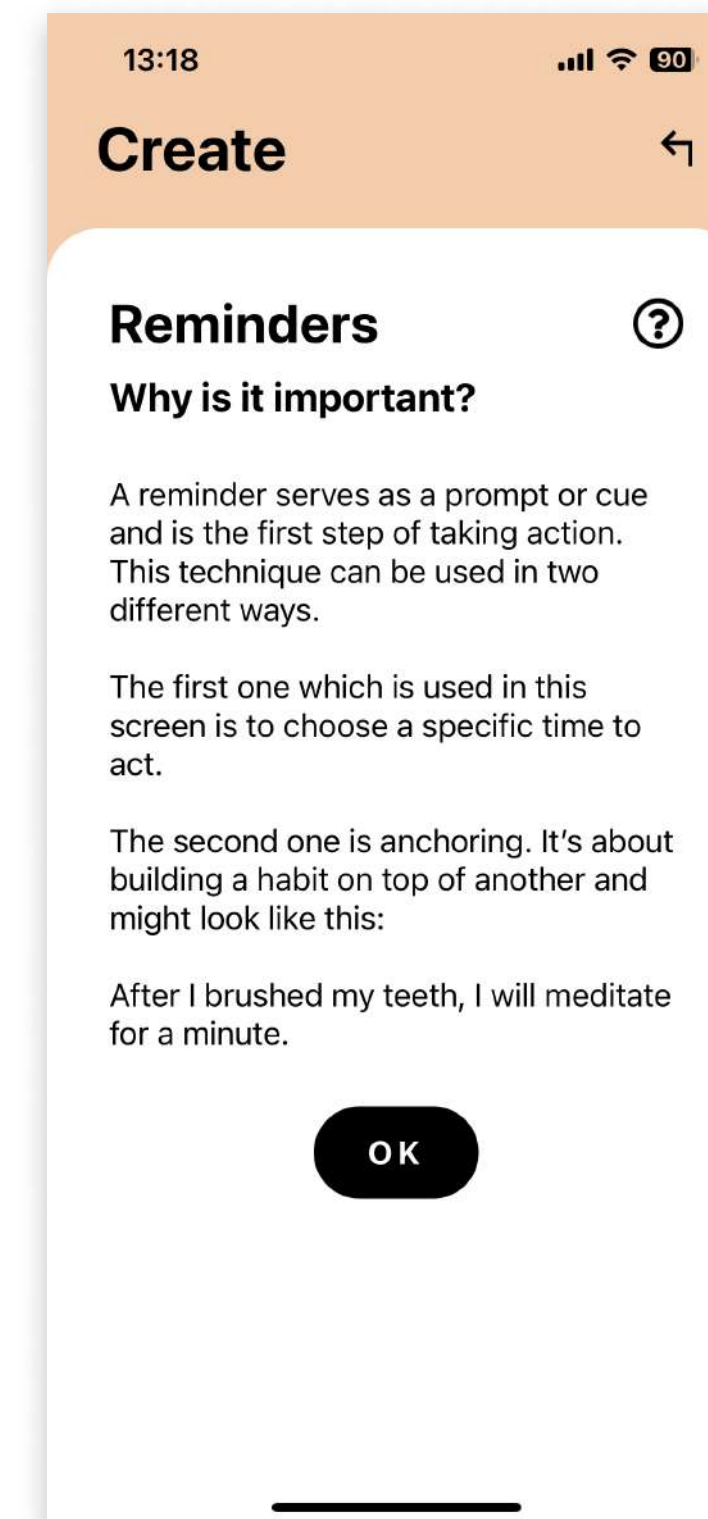 13:18
90
Create
Reminders
?
Why is it important?
A reminder serves as a prompt or cue
and is the first step of taking action.
This technique can be used in two
different ways.
The first one which is used in this
screen is to choose a specific time to
act.
The second one is anchoring. It's about
building a habit on top of another and
might look like this:
After I brushed my teeth, I will meditate
for a minute.
OK